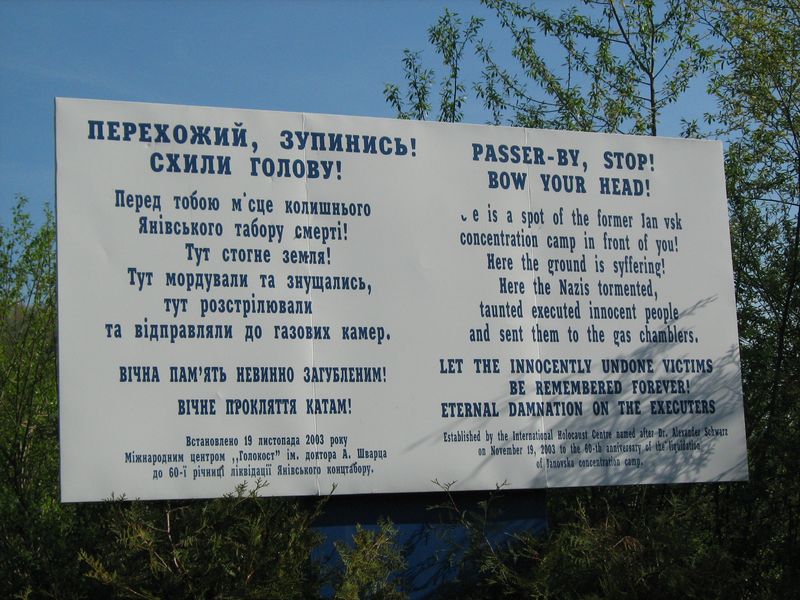 ПЕРЕХОЖИЙ, ЗУПИНИСЬ!
СХИЛИ ГОЛОВУ!
Перед тобою м'сце колишнього
Янівського табору смерті!
Тут стогне земля!
Тут мордували та знущались,
тут розстрілювали
та відправляли до газових камер.
ВІЧНА ПАМ'ЯТЬ НЕВИННО ЗАГУБЛЕНИМ!
ВІЧНЕ ПРОКЛЯТТЯ КАТАМ!
Встановлено 19 листопада 2003 року
Міжнародним центром ,,Голокост" ім. доктора А. Шварца
до 60-ї річниці ліквідації Янівського концтабору.
PASSER-BY, STOP!
BOW YOUR HEAD!
e is a spot of the former Jan vsk
concentration camp in front of you!
Here the ground is syffering!
Here the Nazis tormented,
taunted executed innocent people
and sent them to the gas chamblers.
LET THE INNOCENTLY UNDONE VICTIMS
BE REMEMBERED FOREVER!
ETERNAL DAMNATION ON THE EXECUTERS
Established by the International Holocaust Centre named after Dr. Alexander Schwarz
on November 19, 2003 to the 60-th anniversary of the liquidation
of Janovska concentration camp.